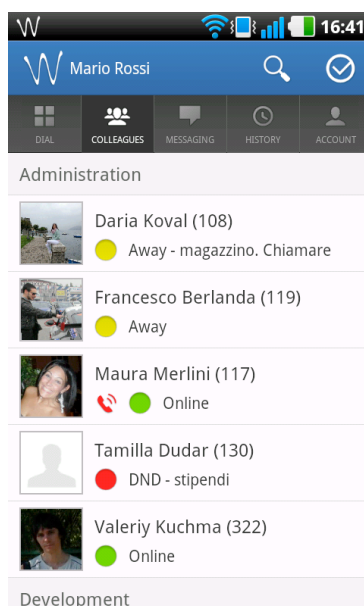 16:41
Mario Rossi
DIAL COLLEAGUES MESSAGING HISTORY ACCOUNT
Administration
Daria Koval (108)
Away - magazzino. Chiamare
Francesco Berlanda (119)
Away
Maura Merlini (117)
Online
Tamilla Dudar (130)
DND - stipendi
Valeriy Kuchma (322)
Online
Development